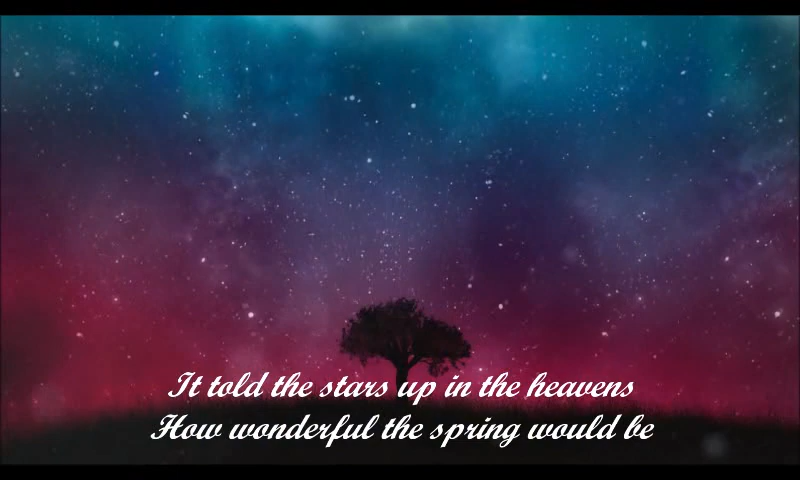 It told the stars up in the heavens
How wonderful the spring would be